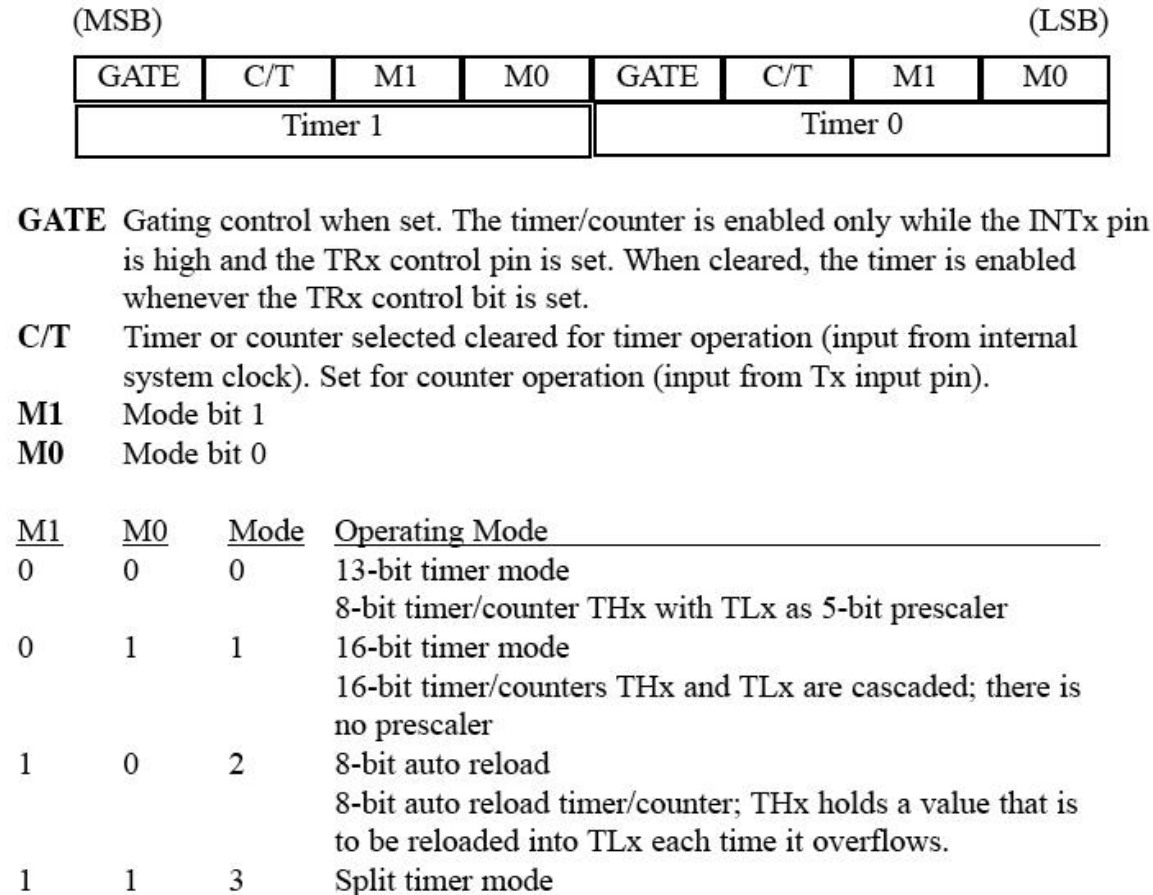 (MSB) (LSB)
GATE C/T M1 M0 GATE C/T M1 M0
Timer 1 Timer 0
GATE Gating control when set. The timer/counter is enabled only while the INTx pin
is high and the TRx control pin is set. When cleared, the timer is enabled
whenever the TRx control bit is set.
C/T Timer or counter selected cleared for timer operation (input from internal
system clock). Set for counter operation (input from Tx input pin).
M1 Mode bit 1
M0 Mode bit 0
M1 M0 Mode Operating Mode
0 0 0 13-bit timer mode
8-bit timer/counter THx with TLx as 5-bit prescaler
0 1 1 16-bit timer mode
16-bit timer/counters THx and TLx are cascaded; there is
no prescaler
1 0 2 8-bit auto reload
8-bit auto reload timer/counter; THx holds a value that is
to be reloaded into TLx each time it overflows.
1 1 3 Split timer mode